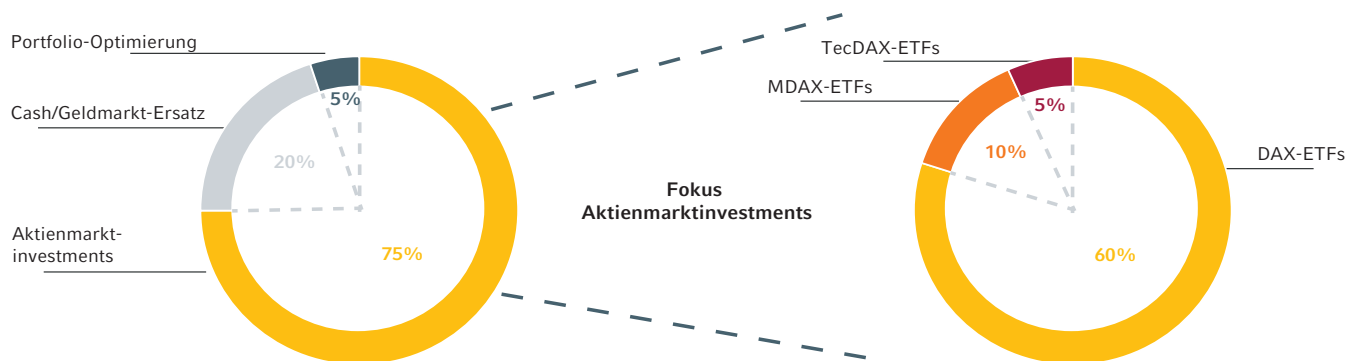 Portfolio-Optimierung
5%
Cash/Geldmarkt-Ersatz
20%
Aktienmarkt-
investments
75%
Fokus
Aktienmarktinvestments
TecDAX-ETFs
MDAX-ETFs
5%
10%
DAX-ETFs
60%